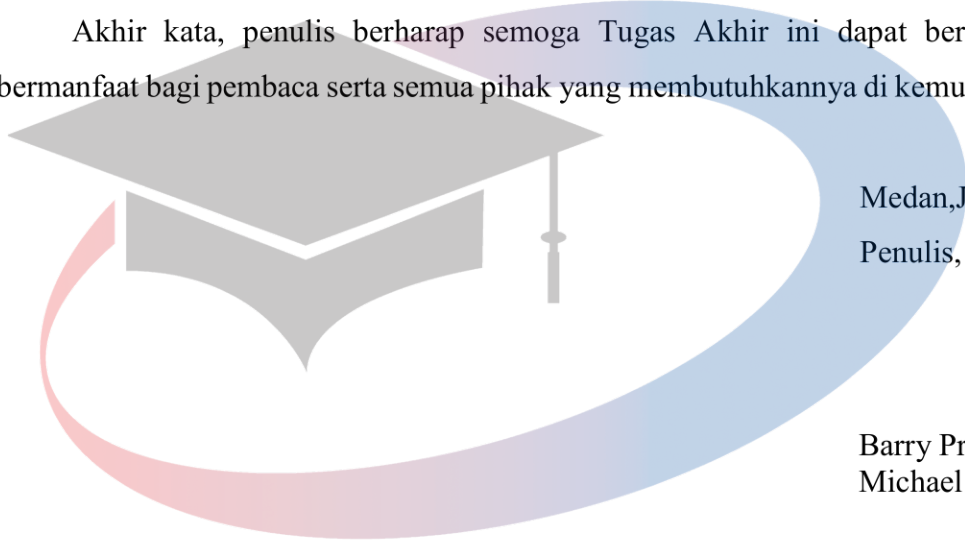 Akhir kata, penulis berharap semoga Tugas Akhir ini dapat ber
bermanfaat bagi pembaca serta semua pihak yang membutuhkannya di kemu
Medan,J
Penulis,
Barry Pr
Michael